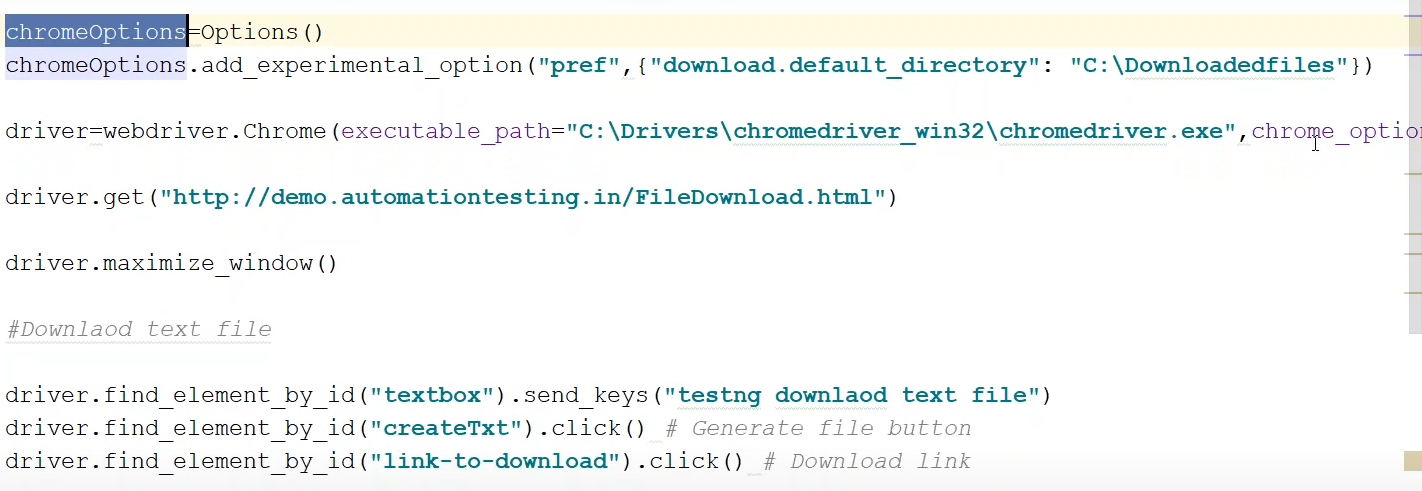 chromeOptions=Options()
chromeOptions.add_experimental_option("pref",{"download.default_directory": "C:\Downloadedfiles"})
driver=webdriver.Chrome(executable_path="C:\Drivers\chromedriver_win32\chromedriver.exe",chrome_optio
driver.get("http://demo.automationtesting.in/FileDownload.html")
driver.maximize_window()
#Downlaod text file
driver.find_element_by_id("textbox").send_keys("testng downlaod text file")
driver.find_element_by_id("createTxt").click() # Generate file button
driver.find_element_by_id("link-to-download").click() # Download link